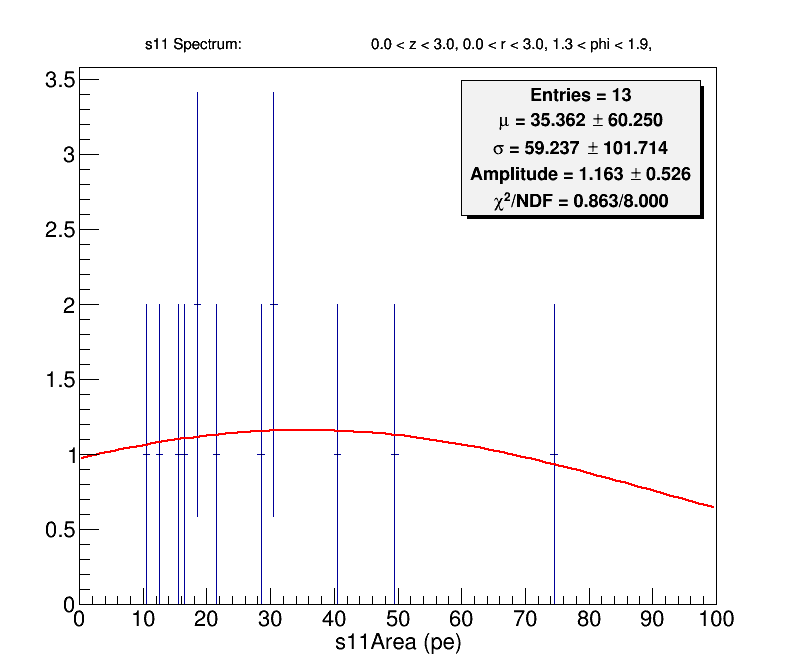 s11 Spectrum: 0.0 < z < 3.0, 0.0 < r < 3.0, 1.3 < phi < 1.9,
Entries = 13
μ = 35.362 ± 60.250
σ = 59.237 ± 101.714
Amplitude = 1.163 ± 0.526
χ²/NDF = 0.863/8.000
3.5
3
2.5
2
1.5
1
0.5
0
0 10 20 30 40 50 60 70 80 90 100
s11Area (pe)